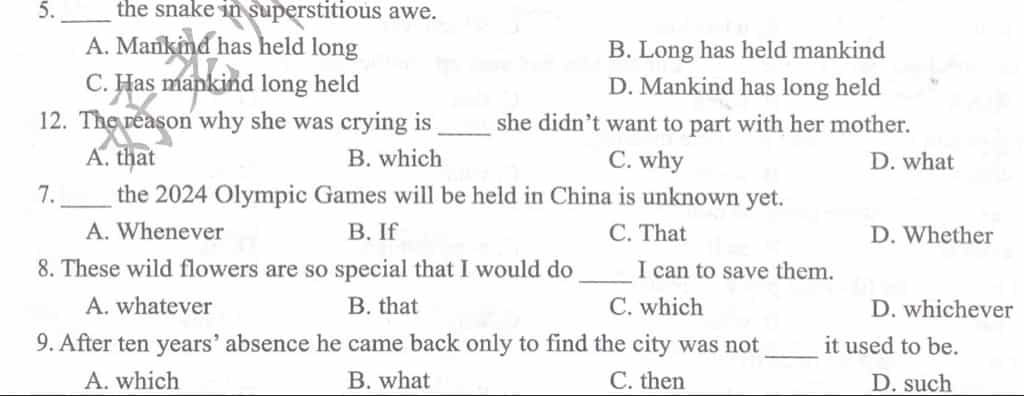 5. ____ the snake in superstitious awe.
A. Mankind has held long B. Long has held mankind
C. Has mankind long held D. Mankind has long held
12. The reason why she was crying is ____ she didn't want to part with her mother.
A. that B. which C. why D. what
7. ____ the 2024 Olympic Games will be held in China is unknown yet.
A. Whenever B. If C. That D. Whether
8. These wild flowers are so special that I would do ____ I can to save them.
A. whatever B. that C. which D. whichever
9. After ten years' absence he came back only to find the city was not ____ it used to be.
A. which B. what C. then D. such